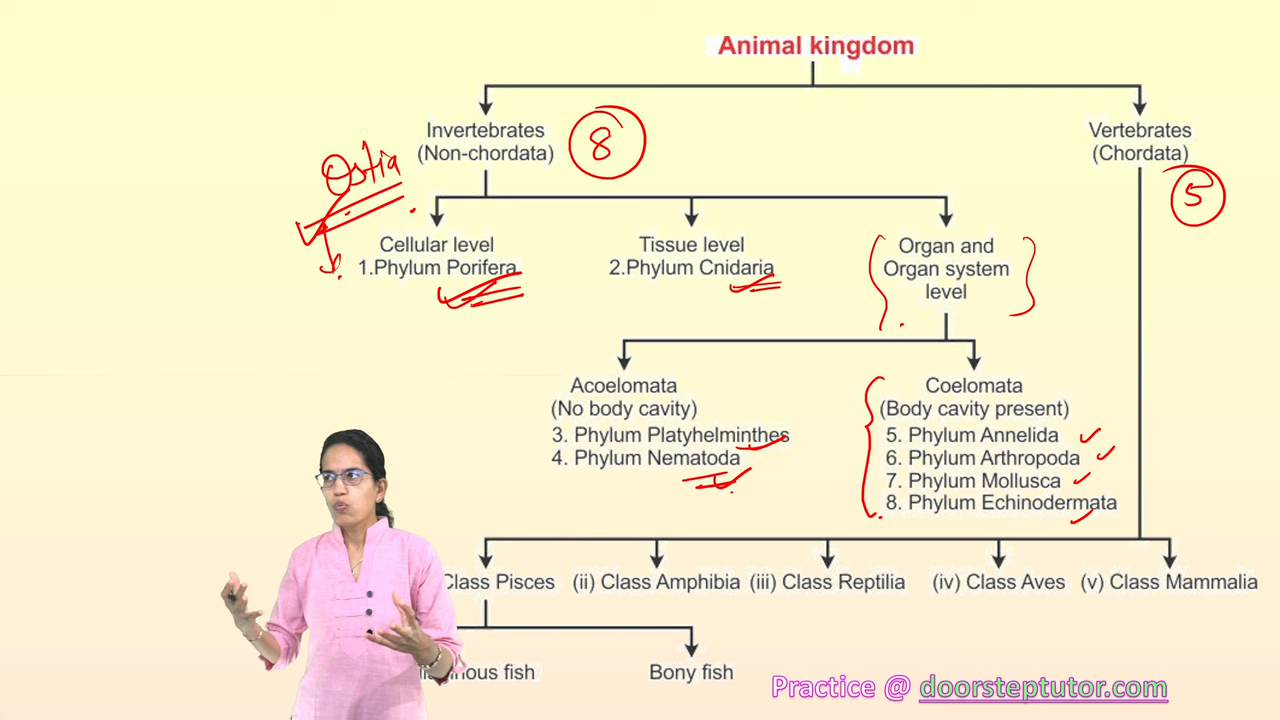 Animal kingdom
Invertebrates
(Non-chordata)
8
Vertebrates
(Chordata)
5
Ostia
Cellular level
1.Phylum Porifera
Tissue level
2.Phylum Cnidaria
Organ and
Organ system
level
Acoelomata
(No body cavity)
3. Phylum Platyhelminthes
4. Phylum Nematoda
Coelomata
(Body cavity present)
5. Phylum Annelida
6. Phylum Arthropoda
7. Phylum Mollusca
8. Phylum Echinodermata
Class Pisces
(ii) Class Amphibia
(iii) Class Reptilia
(iv) Class Aves
(v) Class Mammalia
fish
Bony fish
Practice @ doorsteptutor.com